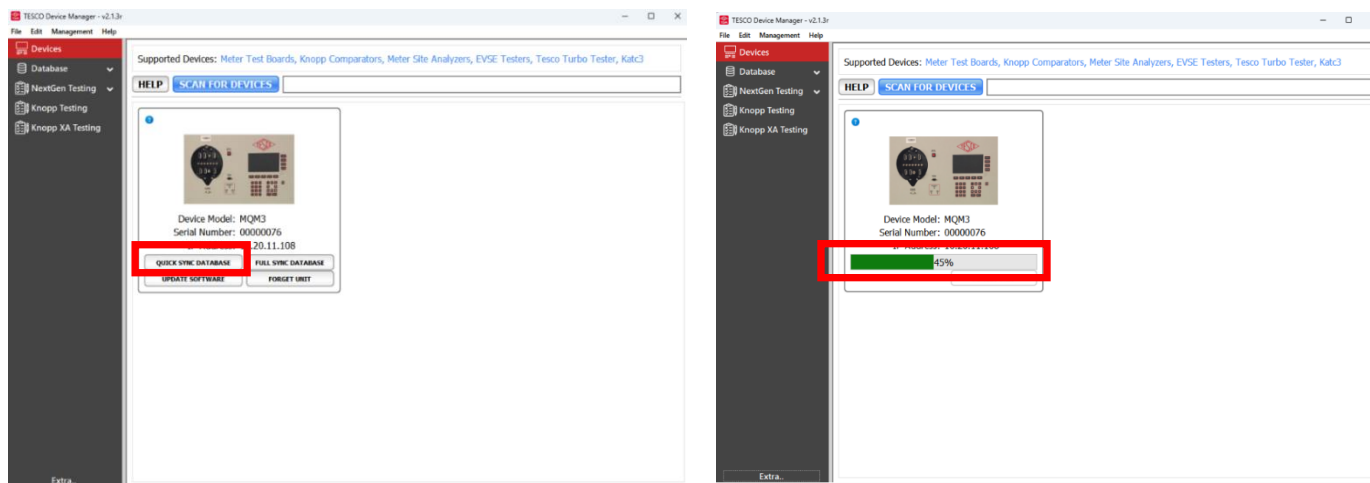 TESCO Device Manager - v2.1.3r
File Edit Management Help
Devices
Database
NextGen Testing
Knopp Testing
Knopp XA Testing
Extra..
Supported Devices: Meter Test Boards, Knopp Comparators, Meter Site Analyzers, EVSE Testers, Tesco Turbo Tester, Katc3
HELP SCAN FOR DEVICES
Device Model: MQM3
Serial Number: 00000076
.20.11.108
QUICK SYNC DATABASE FULL SYNC DATABASE
UPDATE SOFTWARE FORGET UNIT
TESCO Device Manager - v2.1.3r
File Edit Management Help
Devices
Database
NextGen Testing
Knopp Testing
Knopp XA Testing
Extra..
Supported Devices: Meter Test Boards, Knopp Comparators, Meter Site Analyzers, EVSE Testers, Tesco Turbo Tester, Katc3
HELP SCAN FOR DEVICES
Device Model: MQM3
Serial Number: 00000076
45%